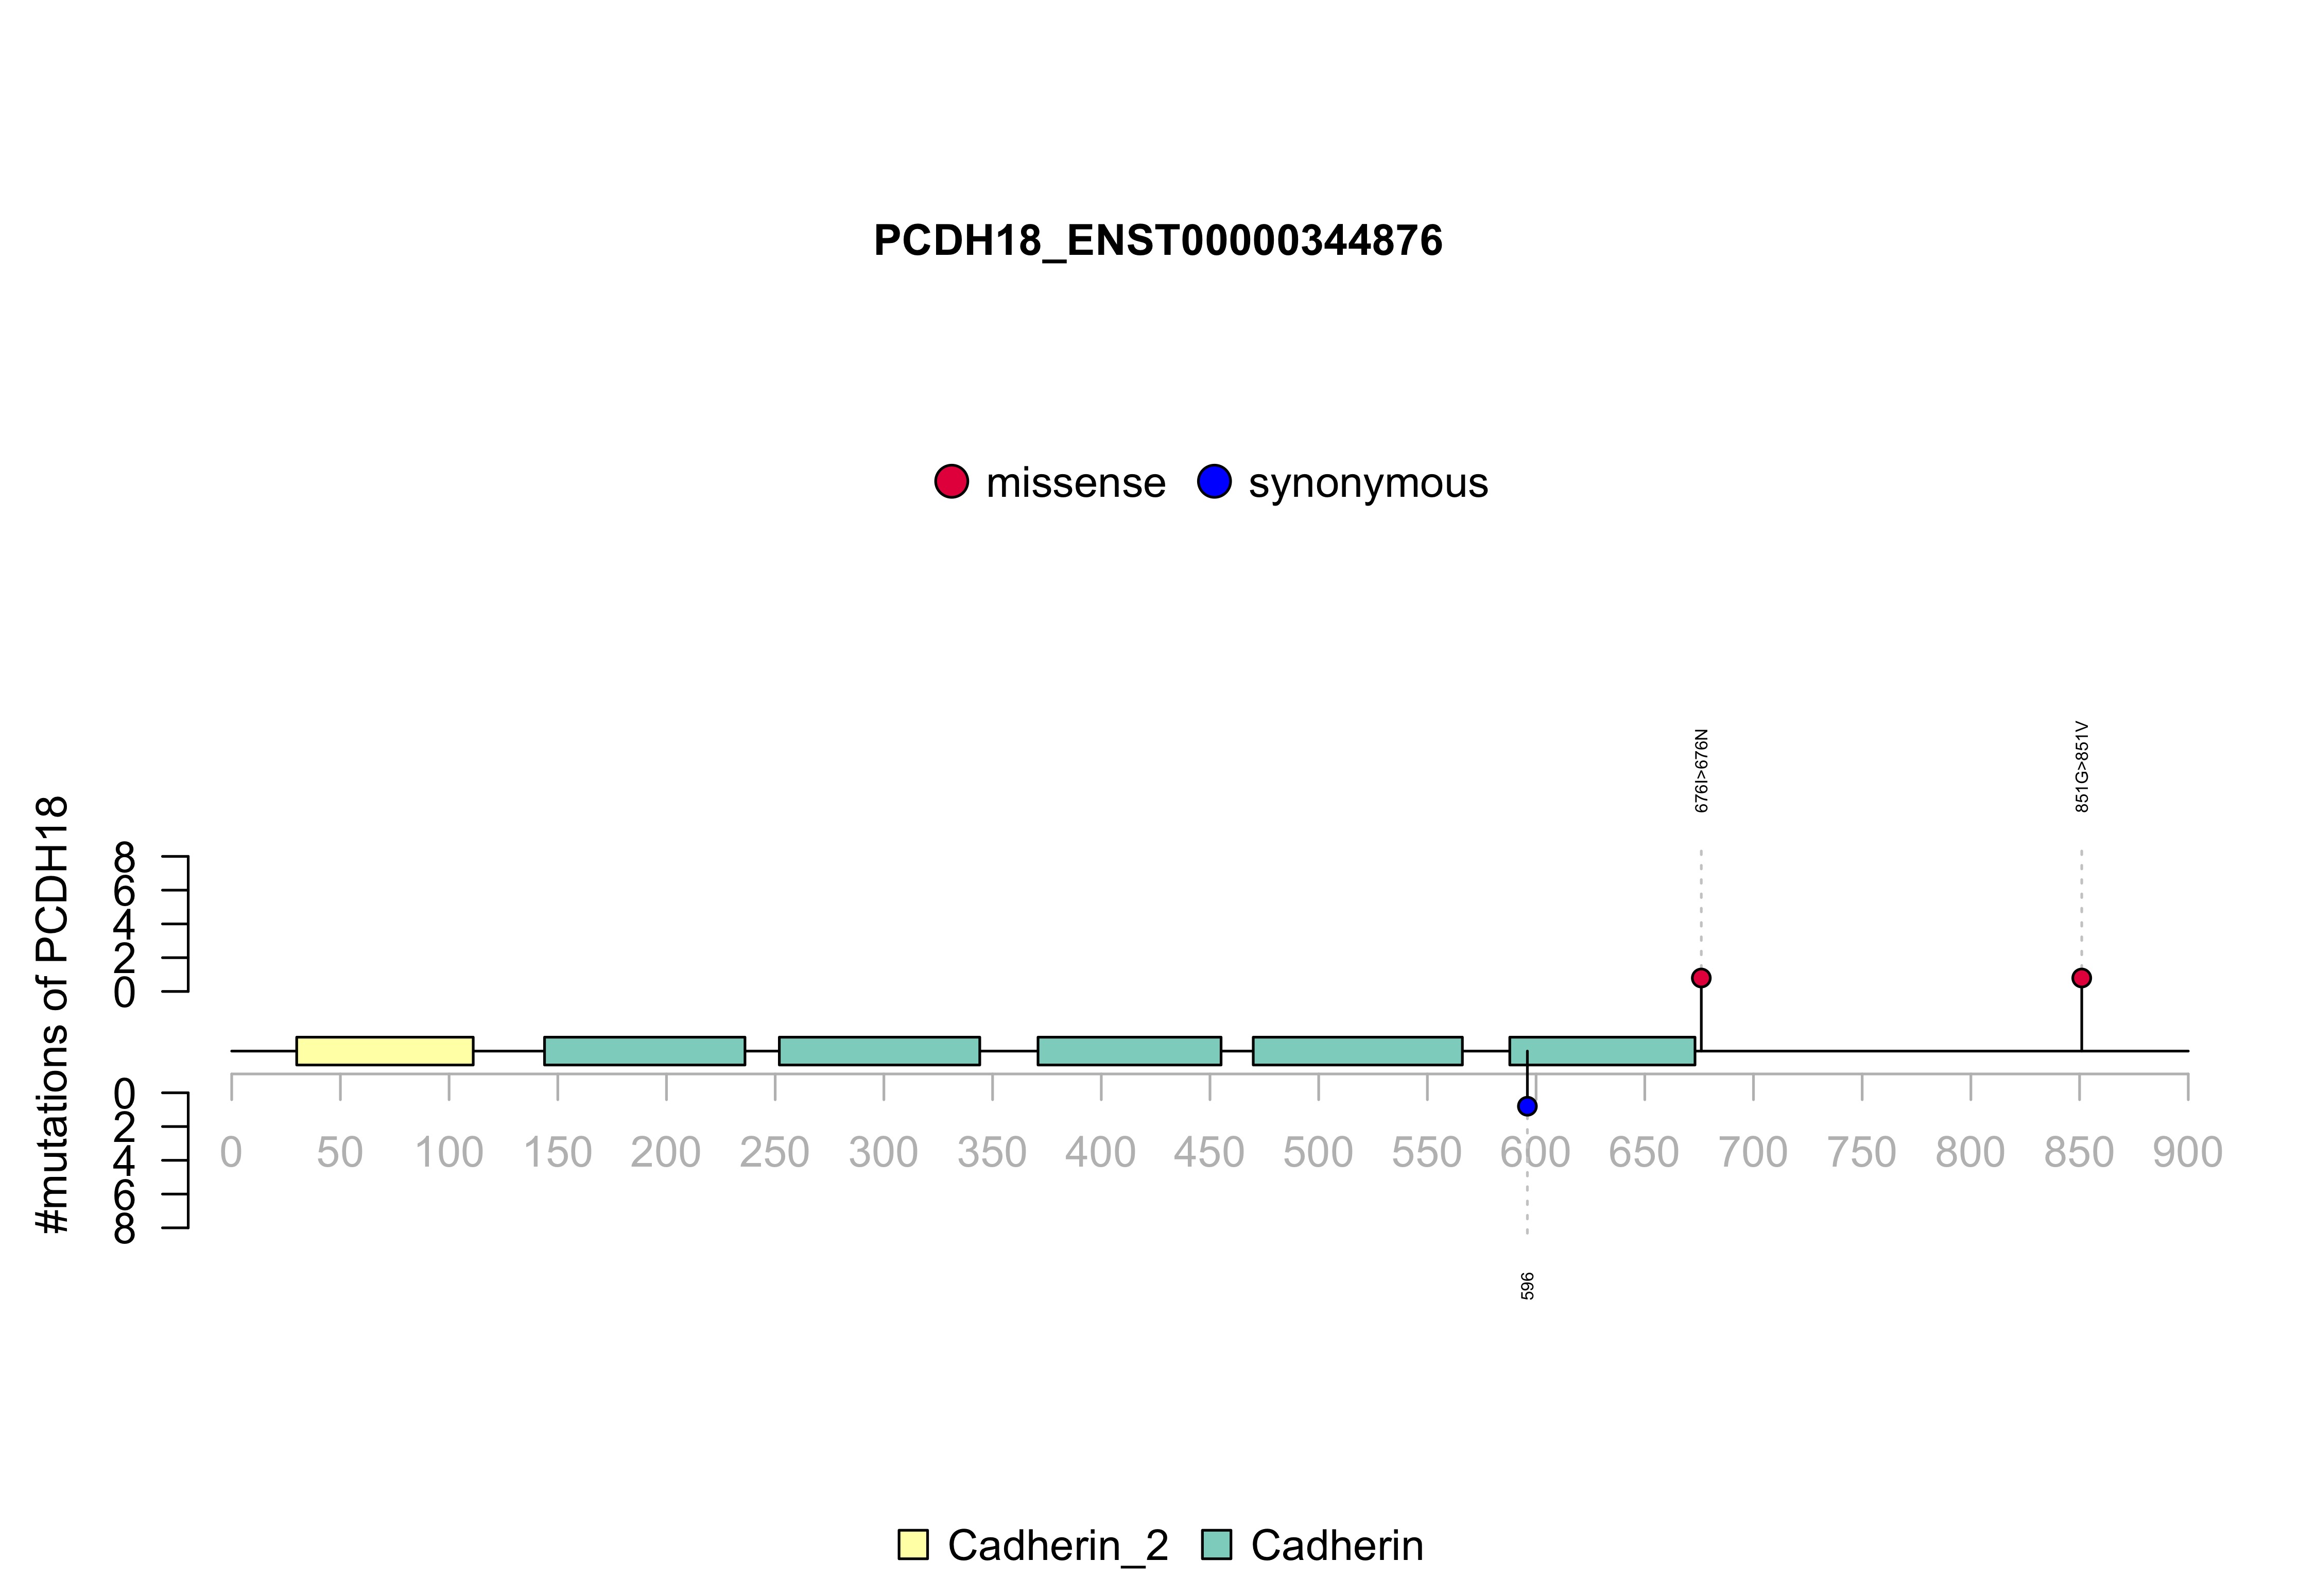 PCDH18_ENST00000344876
missense synonymous
676I>676N
851G>851V
#mutations of PCDH18
8
6
4
2
0
0
2
4
6
8
0 50 100 150 200 250 300 350 400 450 500 550 600 650 700 750 800 850 900
596
Cadherin_2 Cadherin